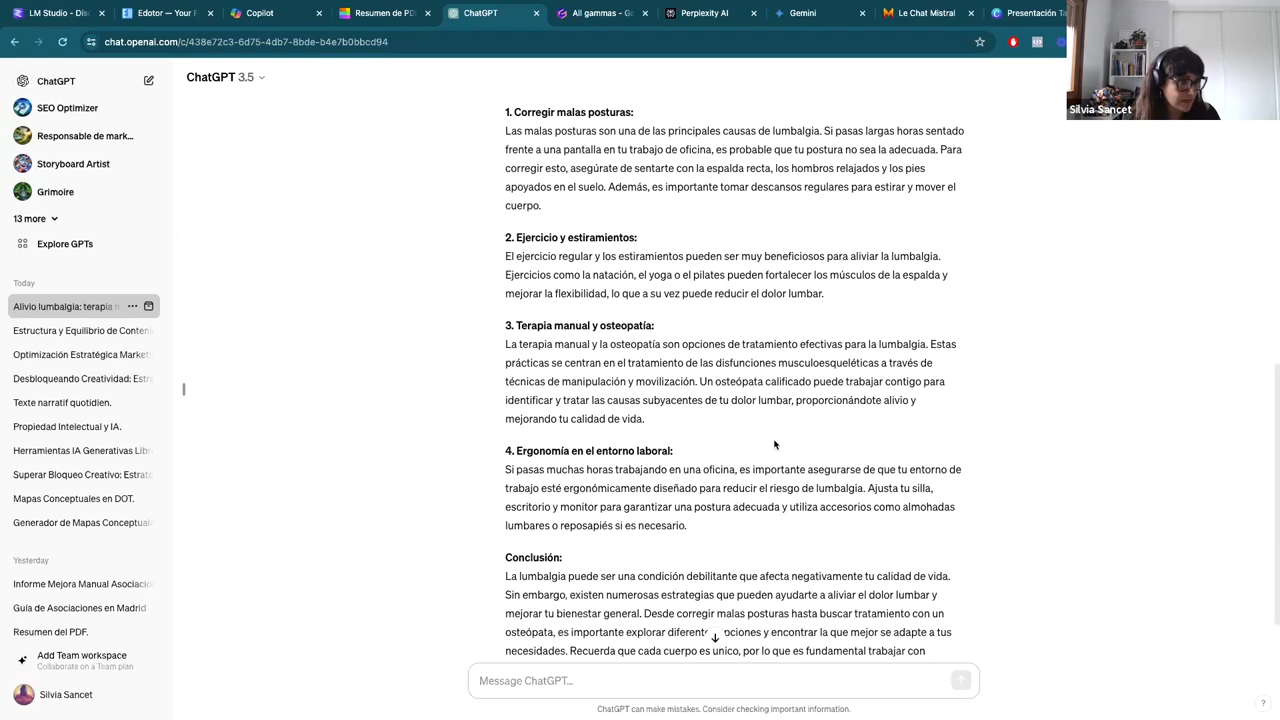 LM Studio - Disc
Editor — Your F
Copilot
Resumen de PDF
ChatGPT
All gammas - Ga
Perplexity AI
Gemini
Le Chat Mistral
Presentación Ta
chat.openai.com/c/438e72c3-6d75-4db7-8bde-b4e7b0bbcd94
Silvia Sancet
ChatGPT
SEO Optimizer
Responsable de mark...
Storyboard Artist
Grimoire
13 more
Explore GPTs
Today
Alivio lumbalgia: terapia
Estructura y Equilibrio de Conten
Optimización Estratégica Market
Desbloqueando Creatividad: Estr
Texte narratif quotidien.
Propiedad Intelectual y IA.
Herramientas IA Generativas Lib
Superar Bloqueo Creativo: Estrate
Mapas Conceptuales en DOT.
Generador de Mapas Conceptual
Yesterday
Informe Mejora Manual Asociacio
Guía de Asociaciones en Madrid
Resumen del PDF.
Add Team workspace
Collaborate on a Team plan
Silvia Sancet
ChatGPT 3.5
1. Corregir malas posturas:
Las malas posturas son una de las principales causas de lumbalgia. Si pasas largas horas sentado
frente a una pantalla en tu trabajo de oficina, es probable que tu postura no sea la adecuada. Para
corregir esto, asegúrate de sentarte con la espalda recta, los hombros relajados y los pies
apoyados en el suelo. Además, es importante tomar descansos regulares para estirar y mover el
cuerpo.
2. Ejercicio y estiramientos:
El ejercicio regular y los estiramientos pueden ser muy beneficiosos para aliviar la lumbalgia.
Ejercicios como la natación, el yoga o el pilates pueden fortalecer los músculos de la espalda y
mejorar la flexibilidad, lo que a su vez puede reducir el dolor lumbar.
3. Terapia manual y osteopatía:
La terapia manual y la osteopatía son opciones de tratamiento efectivas para la lumbalgia. Estas
prácticas se centran en el tratamiento de las disfunciones musculoesqueléticas a través de
técnicas de manipulación y movilización. Un osteópata calificado puede trabajar contigo para
identificar y tratar las causas subyacentes de tu dolor lumbar, proporcionándote alivio y
mejorando tu calidad de vida.
4. Ergonomía en el entorno laboral:
Si pasas muchas horas trabajando en una oficina, es importante asegurarse de que tu entorno de
trabajo esté ergonómicamente diseñado para reducir el riesgo de lumbalgia. Ajusta tu silla,
escritorio y monitor para garantizar una postura adecuada y utiliza accesorios como almohadas
lumbares o reposapiés si es necesario.
Conclusión:
La lumbalgia puede ser una condición debilitante que afecta negativamente tu calidad de vida.
Sin embargo, existen numerosas estrategias que pueden ayudarte a aliviar el dolor lumbar y
mejorar tu bienestar general. Desde corregir malas posturas hasta buscar tratamiento con un
osteópata, es importante explorar diferent opciones y encontrar la que mejor se adapte a tus
necesidades. Recuerda que cada cuerpo es único, por lo que es fundamental trabajar con
Message ChatGPT...
ChatGPT can make mistakes. Consider checking important information.
?